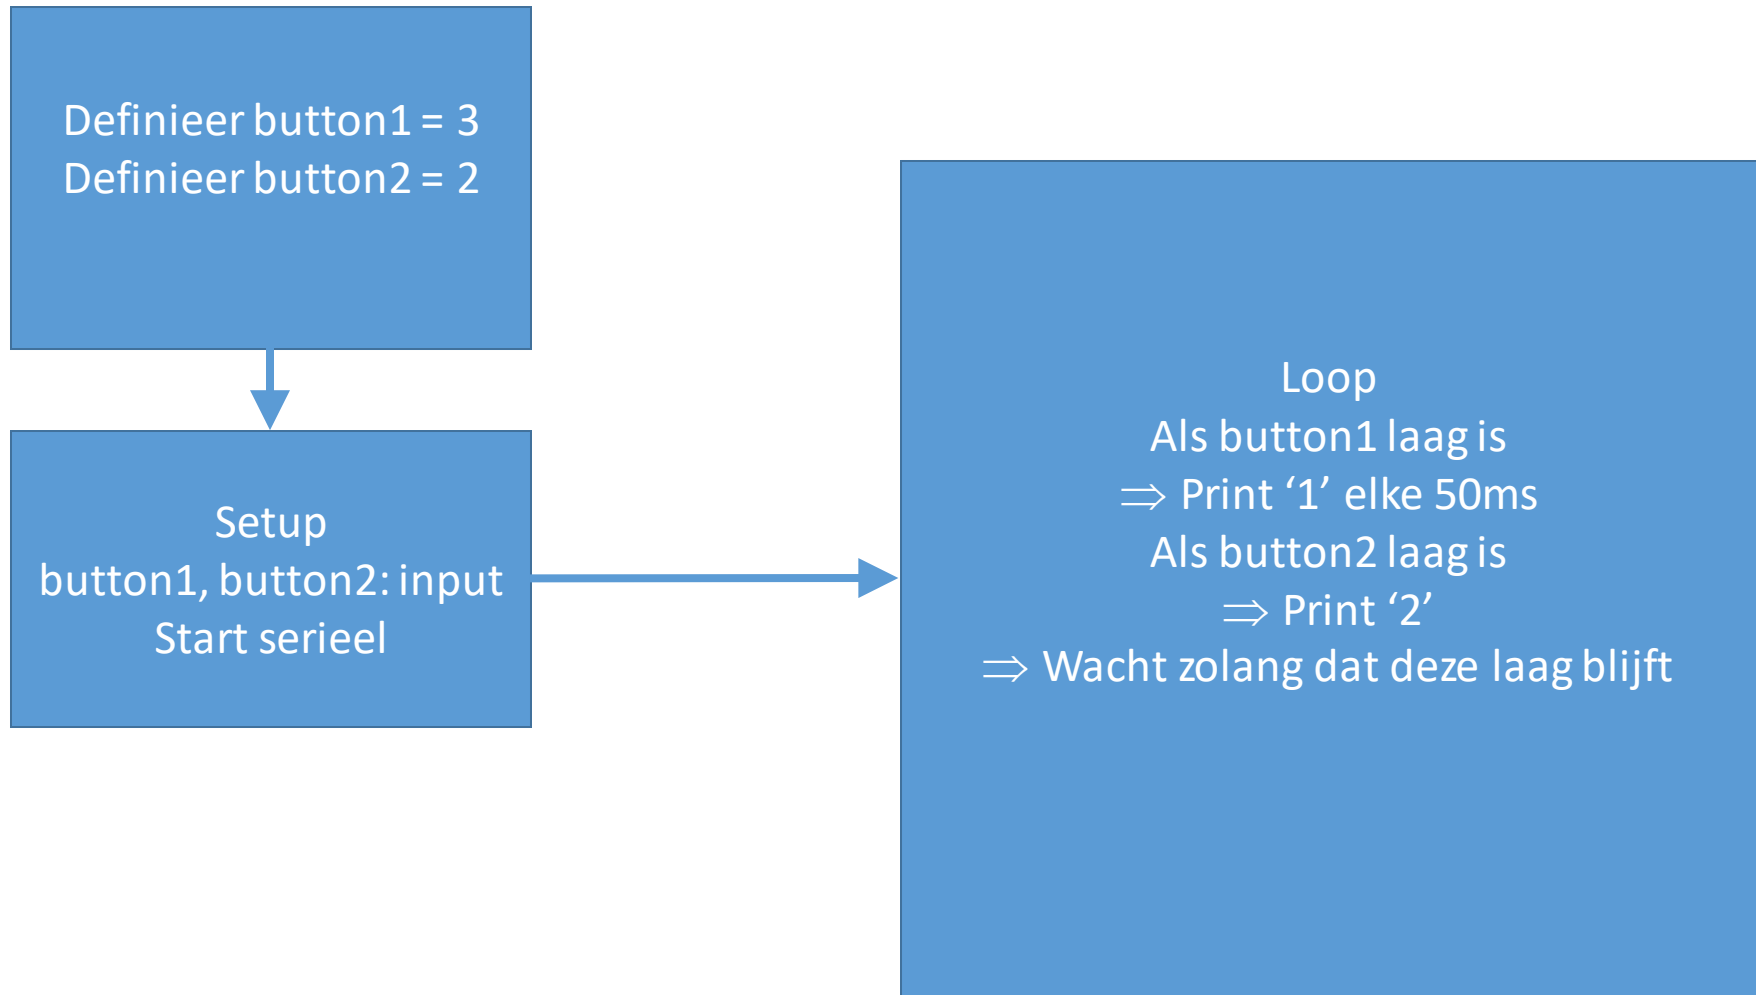 Definieer button1 = 3
Definieer button2 = 2
Setup
button1, button2: input
Start serieel
Loop
Als button1 laag is
⇒ Print ‘1’ elke 50ms
Als button2 laag is
⇒ Print ‘2’
⇒ Wacht zolang dat deze laag blijft